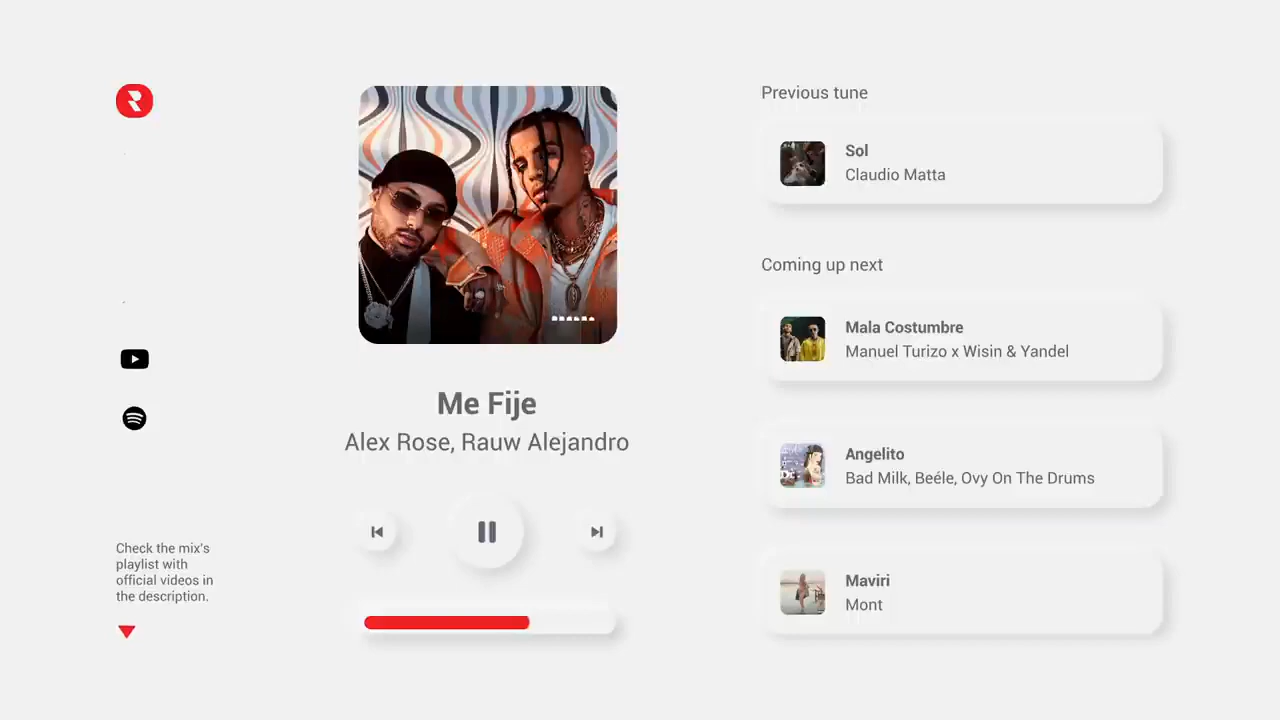 Check the mix's
playlist with
official videos in
the description.
Me Fije
Alex Rose, Rauw Alejandro
Previous tune
Sol
Claudio Matta
Coming up next
Mala Costumbre
Manuel Turizo x Wisin & Yandel
Angelito
Bad Milk, Beéle, Ovy On The Drums
Maviri
Mont